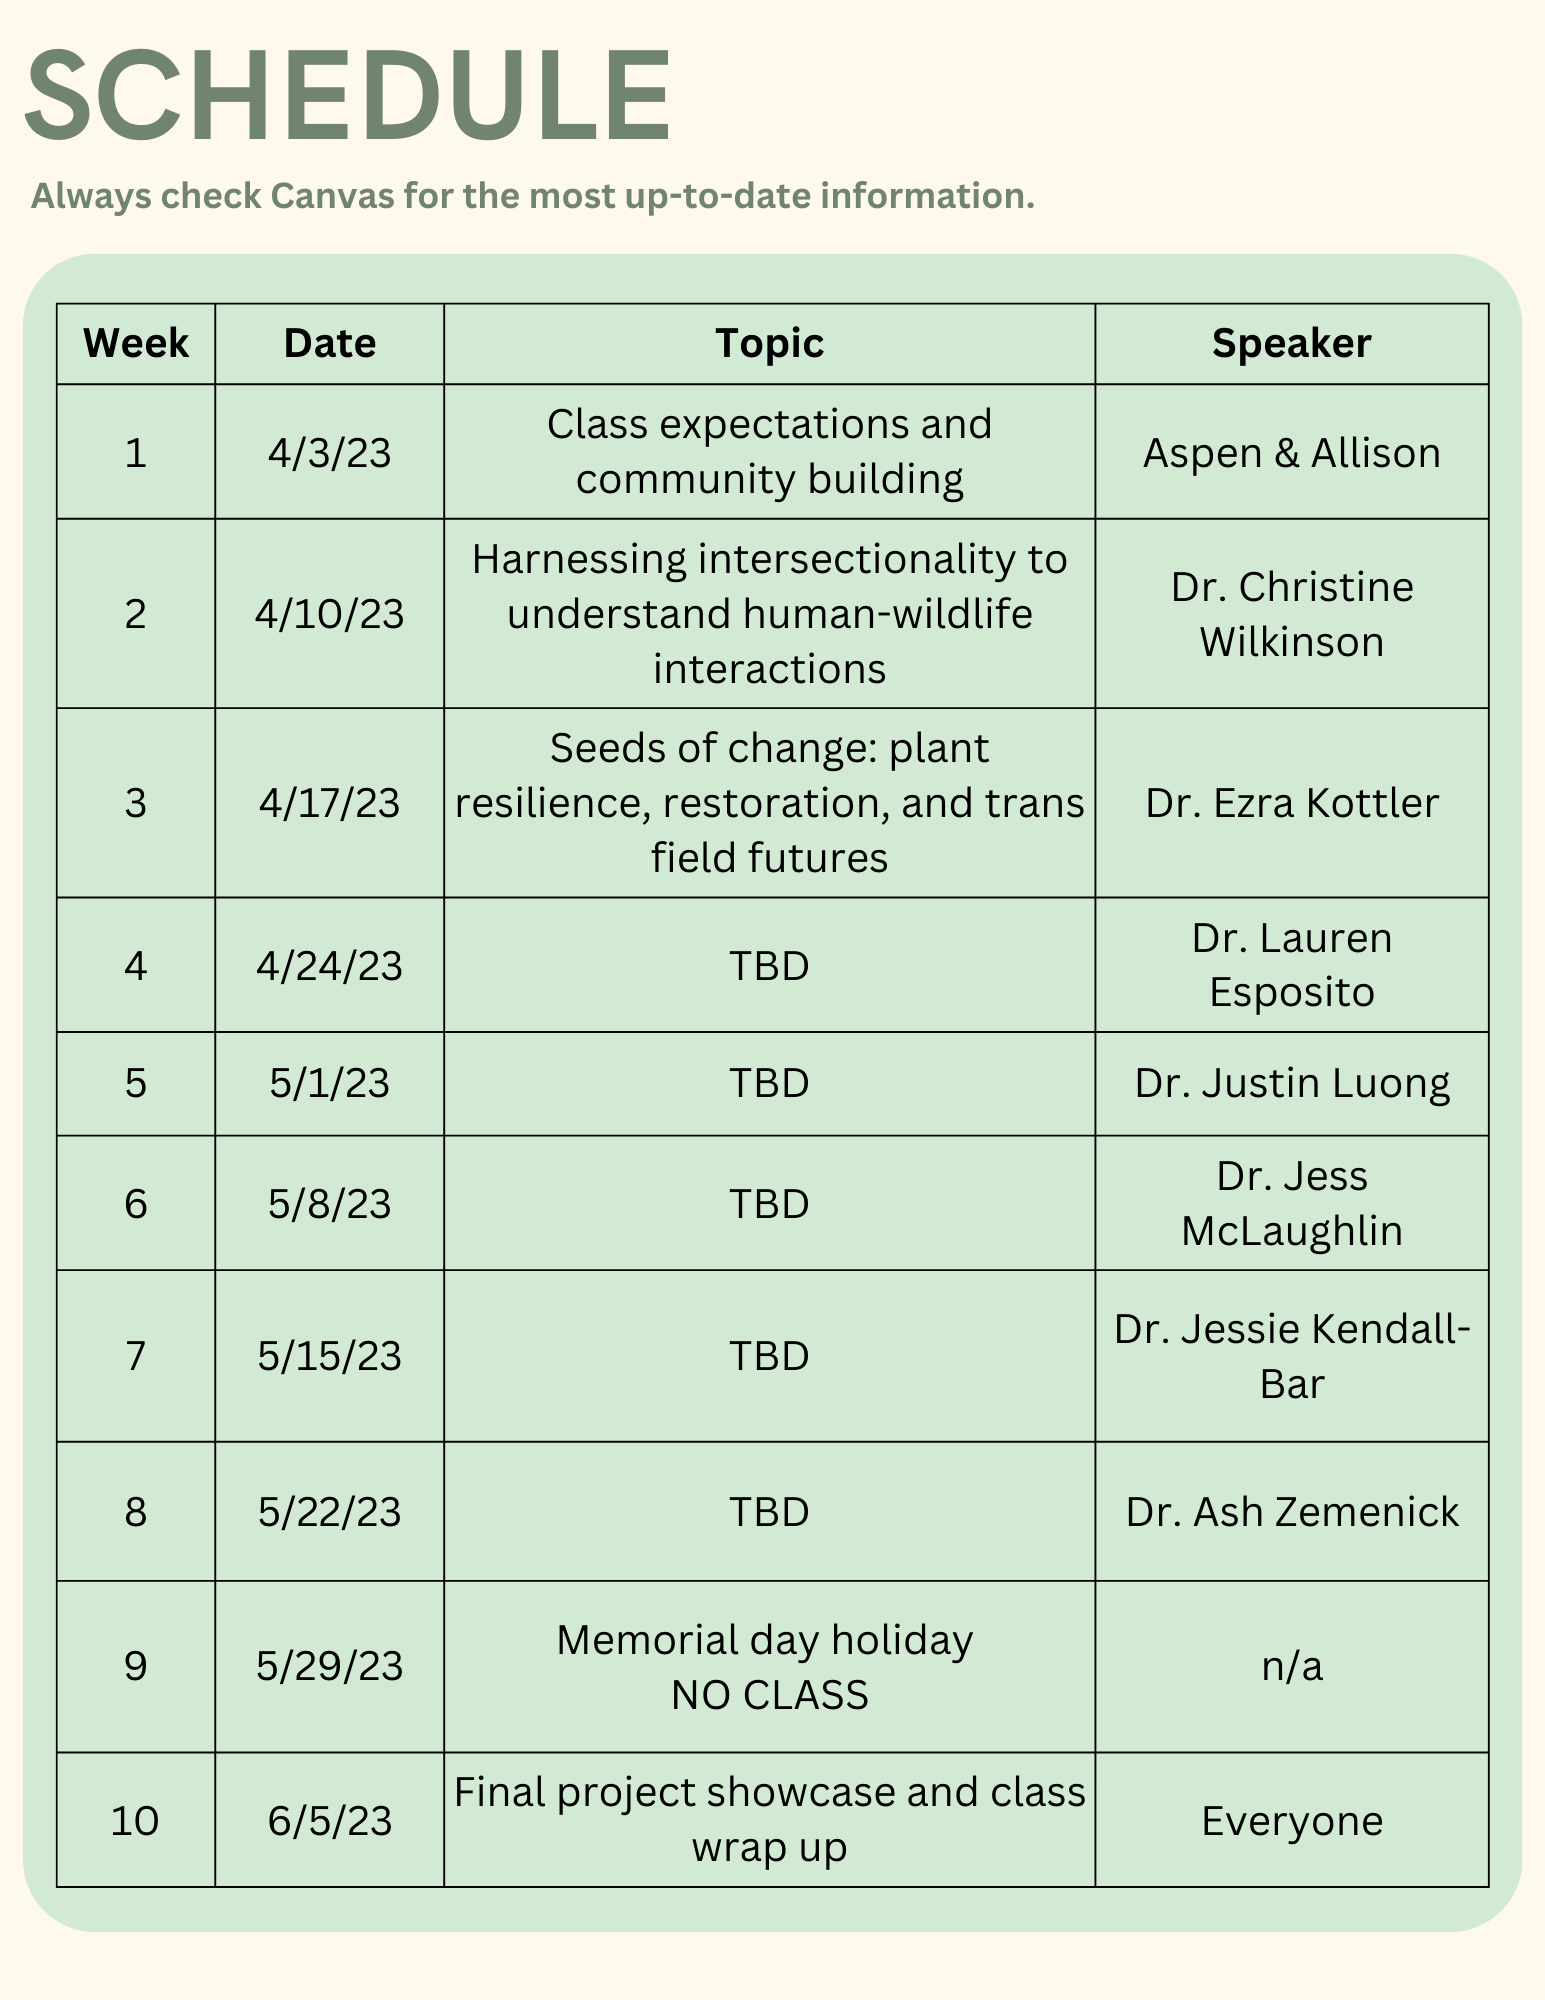 SCHEDULE
Always check Canvas for the most up-to-date information.
Week Date Topic Speaker
1 4/3/23 Class expectations and
community building Aspen & Allison
2 4/10/23 Harnessing intersectionality to
understand human-wildlife
interactions Dr. Christine
Wilkinson
3 4/17/23 Seeds of change: plant
resilience, restoration, and trans
field futures Dr. Ezra Kottler
4 4/24/23 TBD Dr. Lauren
Esposito
5 5/1/23 TBD Dr. Justin Luong
6 5/8/23 TBD Dr. Jess
McLaughlin
7 5/15/23 TBD Dr. Jessie Kendall-
Bar
8 5/22/23 TBD Dr. Ash Zemenick
9 5/29/23 Memorial day holiday
NO CLASS n/a
10 6/5/23 Final project showcase and class
wrap up Everyone